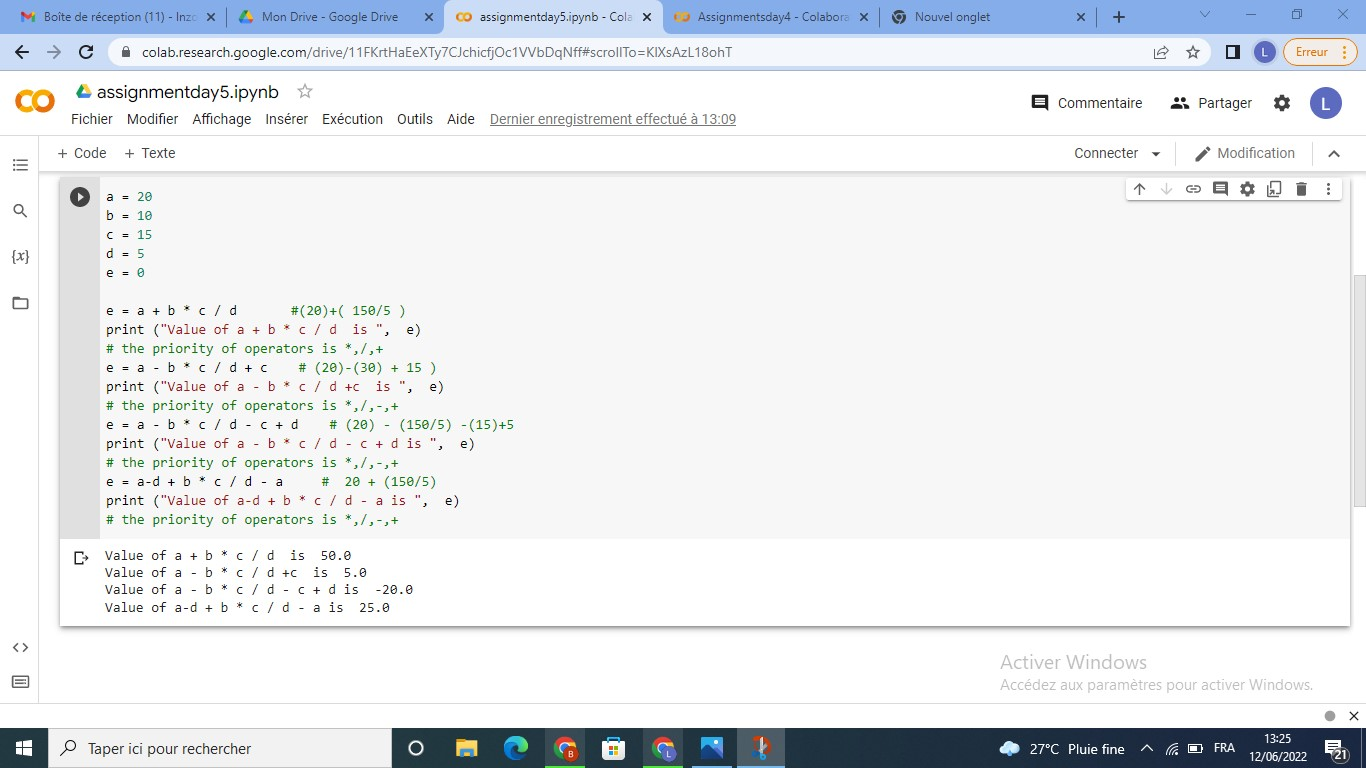 Boîte de réception (11) - Inzo
Mon Drive - Google Drive
assignmentday5.ipynb - Cola
Assignmentsday4 - Colabora
Nouvel onglet
colab.research.google.com/drive/11FKrtHaEeXTy7CJchicfjOc1VVbDqNff#scrollTo=KIXsAzL18ohT
L
Erreur
CO
assignmentday5.ipynb
Commentaire
Partager
L
Fichier Modifier Affichage Insérer Exécution Outils Aide Dernier enregistrement effectué à 13:09
+ Code + Texte
Connecter
Modification
{x}
a = 20
b = 10
c = 15
d = 5
e = 0
e = a + b * c / d       #(20)+( 150/5 )
print ("Value of a + b * c / d  is ",  e)
# the priority of operators is *,/,+
e = a - b * c / d + c    # (20)-(30) + 15 )
print ("Value of a - b * c / d +c  is ",  e)
# the priority of operators is *,/,-,+
e = a - b * c / d - c + d    # (20) - (150/5) -(15)+5
print ("Value of a - b * c / d - c + d is ",  e)
# the priority of operators is *,/,-,+
e = a-d + b * c / d - a     #  20 + (150/5)
print ("Value of a-d + b * c / d - a is ",  e)
# the priority of operators is *,/,-,+
Value of a + b * c / d  is  50.0
Value of a - b * c / d +c  is  5.0
Value of a - b * c / d - c + d is  -20.0
Value of a-d + b * c / d - a is  25.0
Activer Windows
Accédez aux paramètres pour activer Windows.
Taper ici pour rechercher
B
L
27°C Pluie fine
FRA
13:25
12/06/2022
21